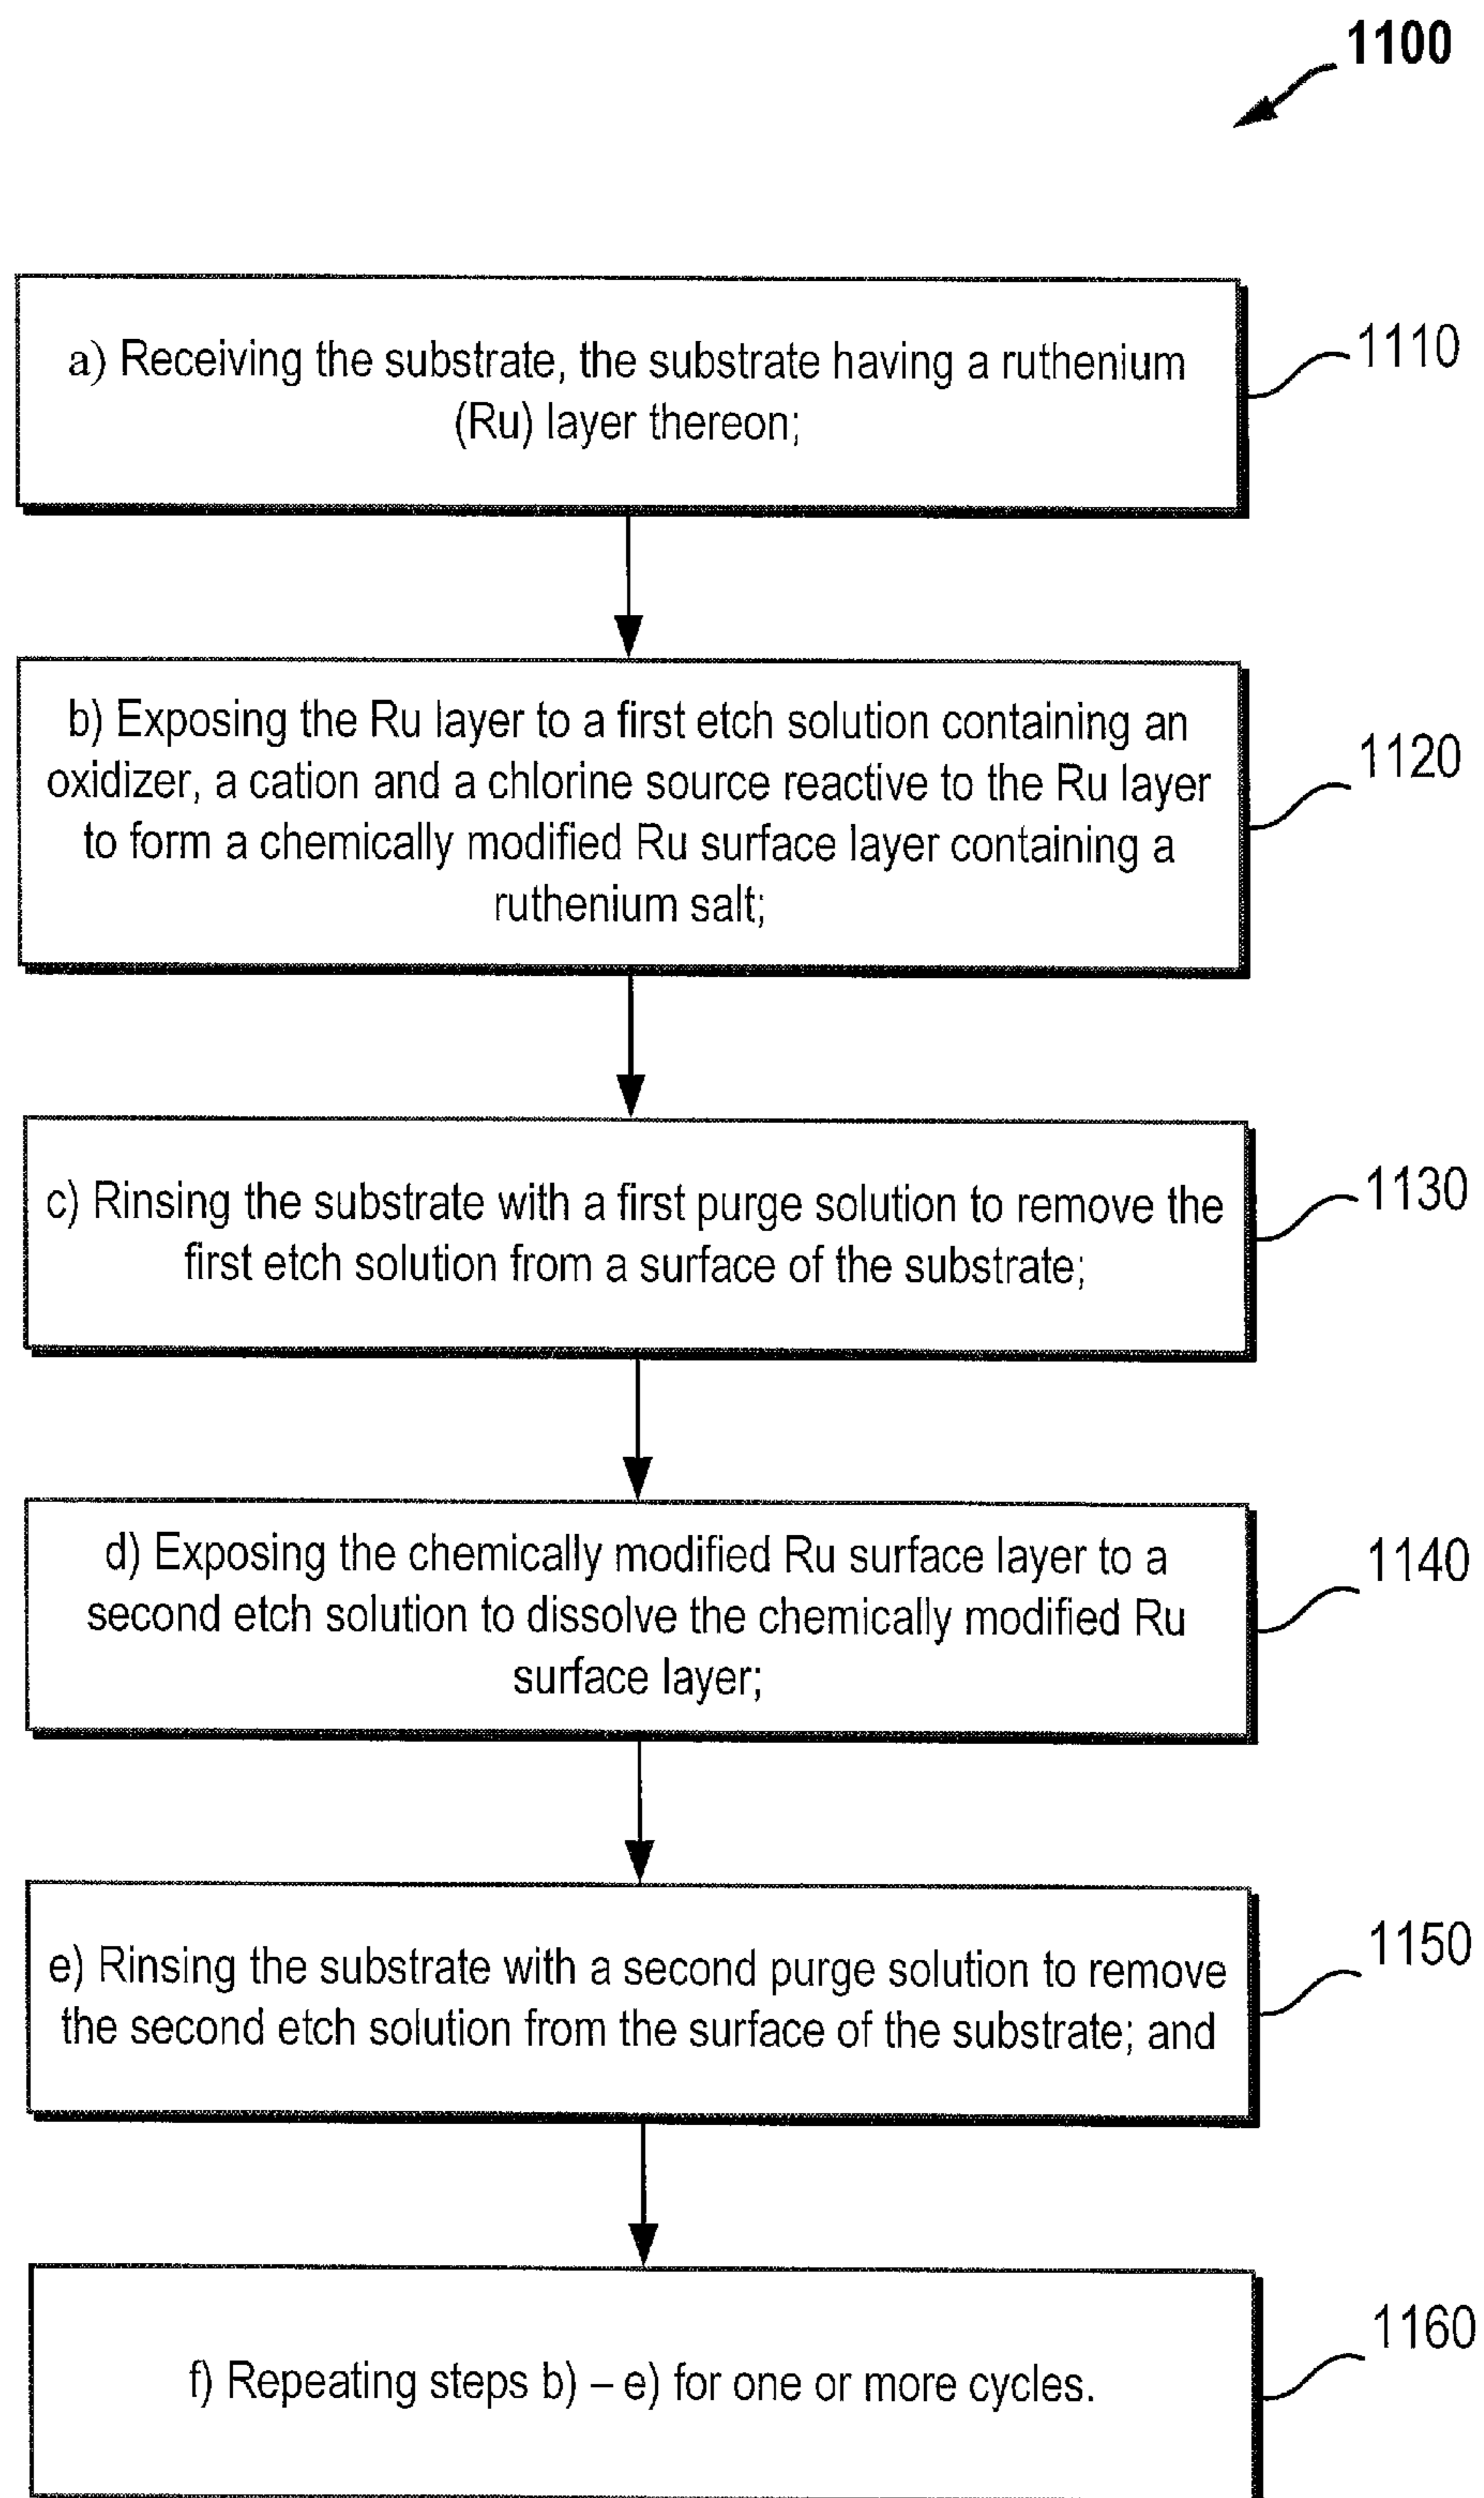 1100
a) Receiving the substrate, the substrate having a ruthenium
(Ru) layer thereon;
1110
b) Exposing the Ru layer to a first etch solution containing an
oxidizer, a cation and a chlorine source reactive to the Ru layer
to form a chemically modified Ru surface layer containing a
ruthenium salt;
1120
c) Rinsing the substrate with a first purge solution to remove the
first etch solution from a surface of the substrate;
1130
d) Exposing the chemically modified Ru surface layer to a
second etch solution to dissolve the chemically modified Ru
surface layer;
1140
e) Rinsing the substrate with a second purge solution to remove
the second etch solution from the surface of the substrate; and
1150
f) Repeating steps b) – e) for one or more cycles.
1160